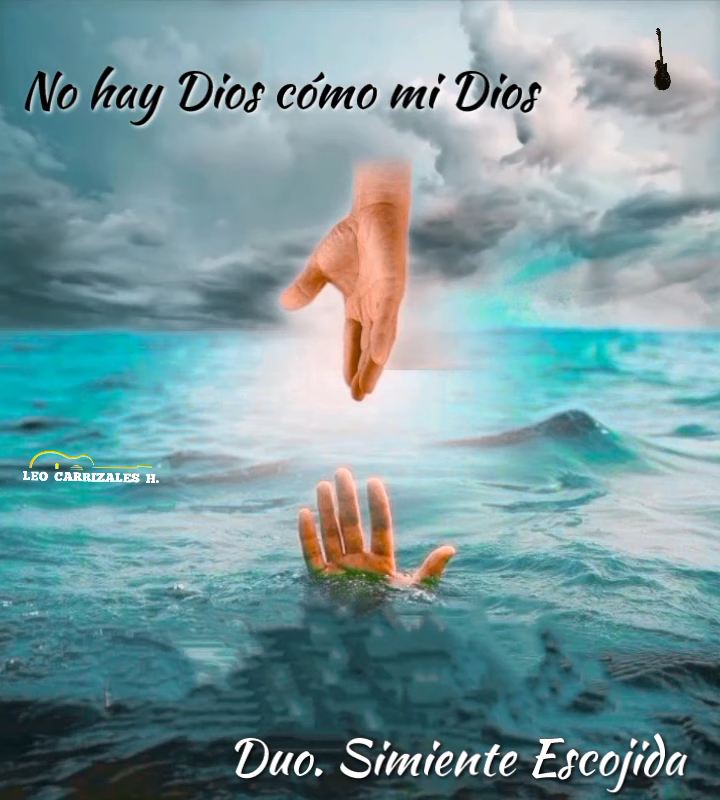 No hay Dios cómo mi Dios
LEO CARRIZALES H.
Duo. Simiente Escojida